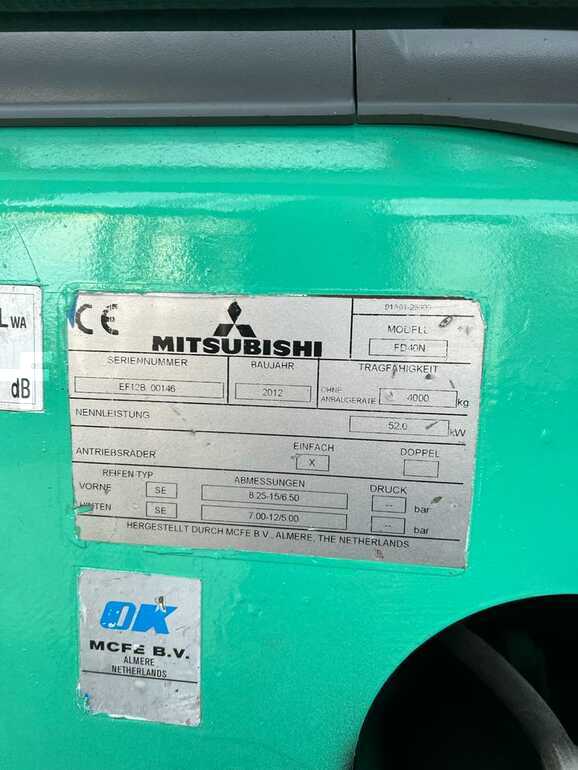 LWA
dB
CE
MITSUBISHI
MODELL
FD40N
SERIENNUMMER
EF12B 00146
BAUJAHR
2012
TRAGFÄHIGKEIT
OHNE
ANBAUGERÄTE
4000 kg
NENNLEISTUNG
52.0 kW
ANTRIEBSRÄDER
EINFACH
X
DOPPEL
REIFEN-TYP
ABMESSUNGEN
DRUCK
VORNE SE 8.25-15/6.50 -- bar
HINTEN SE 7.00-12/5.00 -- bar
HERGESTELLT DURCH MCFE B.V., ALMERE, THE NETHERLANDS
OK
MCFE B.V.
ALMERE
NETHERLANDS